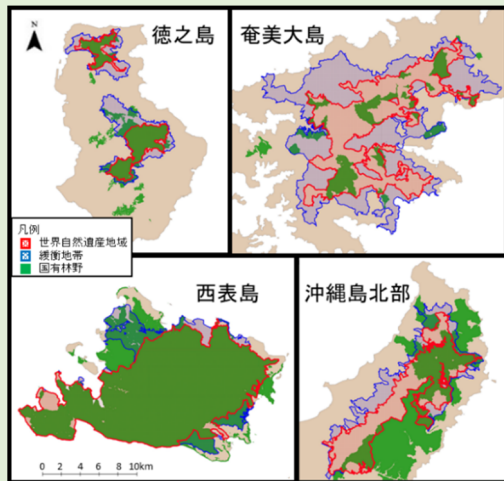 N
徳之島
奄美大島
凡例
世界自然遺産地域
緩衝地帯
国有林野
西表島
沖縄島北部
0 2 4 6 8 10km